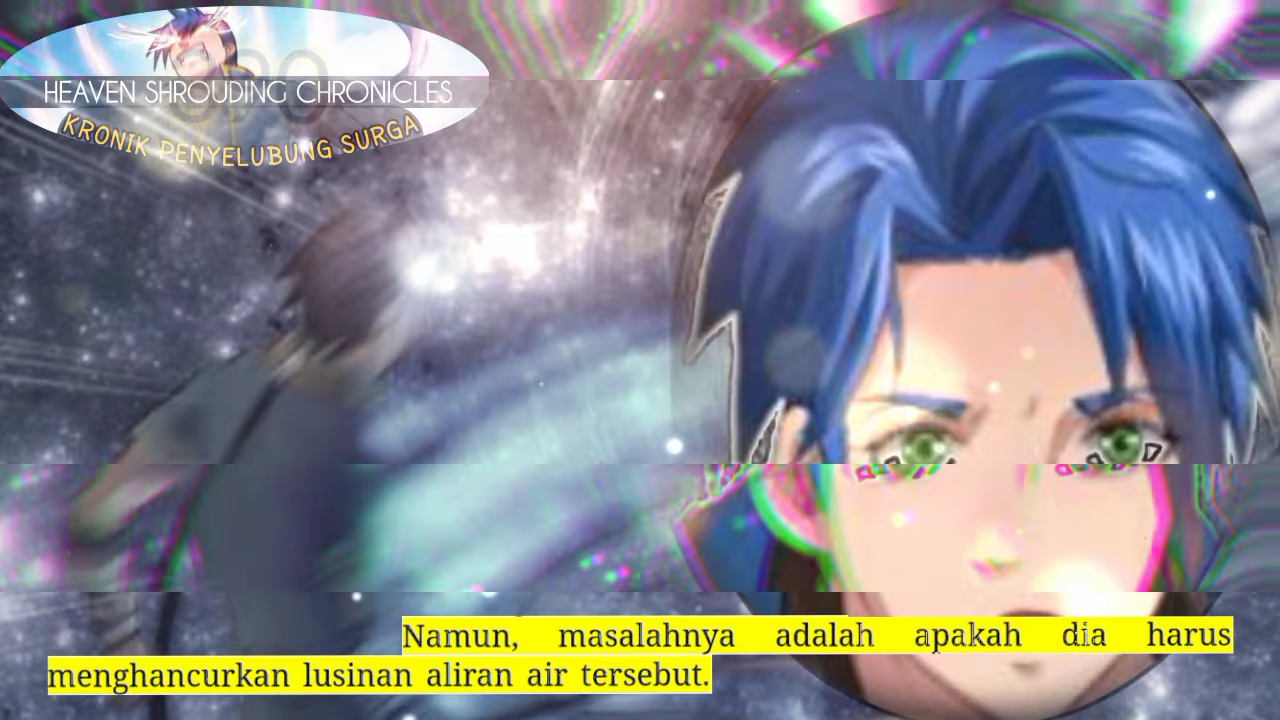 HEAVEN SHROUDING CHRONICLES
KRONIK PENYELUBUNG SURGA
Namun, masalahnya adalah apakah dia harus
menghancurkan lusinan aliran air tersebut.